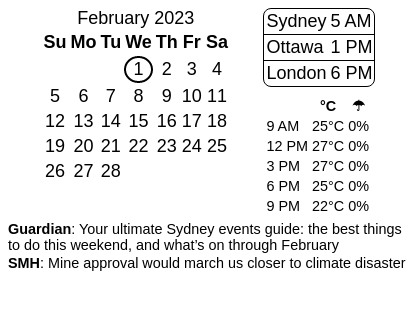 February 2023
Su Mo Tu We Th Fr Sa
1 2 3 4
5 6 7 8 9 10 11
12 13 14 15 16 17 18
19 20 21 22 23 24 25
26 27 28
Sydney 5 AM
Ottawa 1 PM
London 6 PM
°C ☂
9 AM 25°C 0%
12 PM 27°C 0%
3 PM 27°C 0%
6 PM 25°C 0%
9 PM 22°C 0%
Guardian: Your ultimate Sydney events guide: the best things
to do this weekend, and what’s on through February
SMH: Mine approval would march us closer to climate disaster